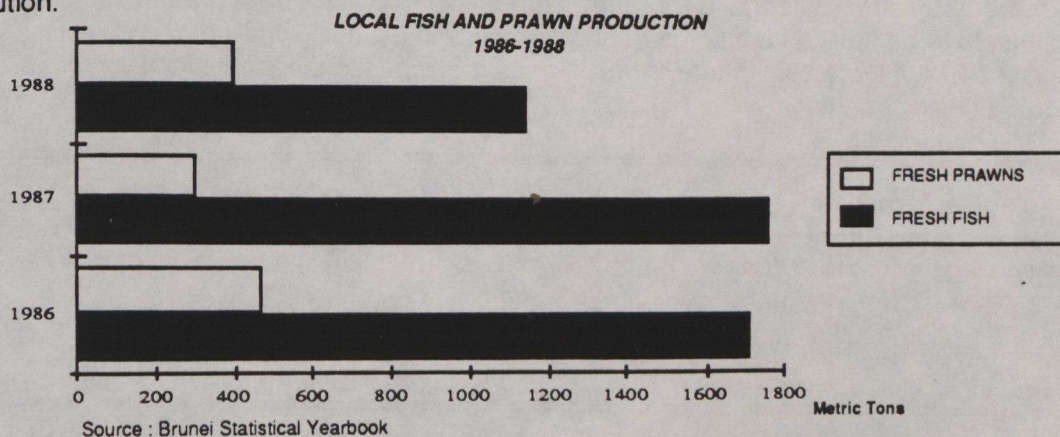 ution.
LOCAL FISH AND PRAWN PRODUCTION
1986-1988
1988
1987
1986
FRESH PRAWNS
FRESH FISH
0 200 400 600 800 1000 1200 1400 1600 1800
Metric Tons
Source : Brunei Statistical Yearbook